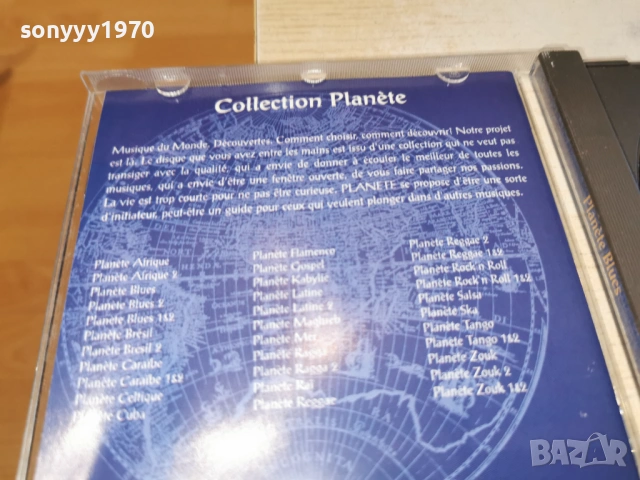 sonyyy1970
Collection Planète
Musique du Monde, Découvertes. Comment choisir, comment découvrir! Notre projet
est là. Le disque que vous avez entre les mains est issu d'une collection qui ne veut pas
transiger avec la qualité, qui a envie de donner à écouter le meilleur de toutes les
musiques, qui a envie d'être une fenêtre ouverte, de vous faire partager nos passions.
La vie est trop courte pour ne pas être curieuse, PLANETE se propose d'être une sorte
d'initiateur, peut-être un guide pour ceux qui veulent plonger dans d'autres musiques.
Planète Afrique
Planète Afrique 2
Planète Blues
Planète Blues 2
Planète Blues 1&2
Planète Brésil
Planète Brésil 2
Planète Caraïbe
Planète Caraïbe 1&2
Planète Celtique
Planète Cuba
Planète Flamenco
Planète Gospel
Planète Kabylie
Planète Latine
Planète Latine 2
Planète Maghreb
Planète Mer
Planète Ragga
Planète Ragga 2
Planète Raï
Planète Reggae
Planète Reggae 2
Planète Reggae 1&2
Planète Rock'n Roll
Planète Rock'n Roll 1&2
Planète Salsa
Planète Ska
Planète Tango
Planète Tango 1&2
Planète Zouk
Planète Zouk 2
Planète Zouk 1&2
Planète Blues
BAZAR